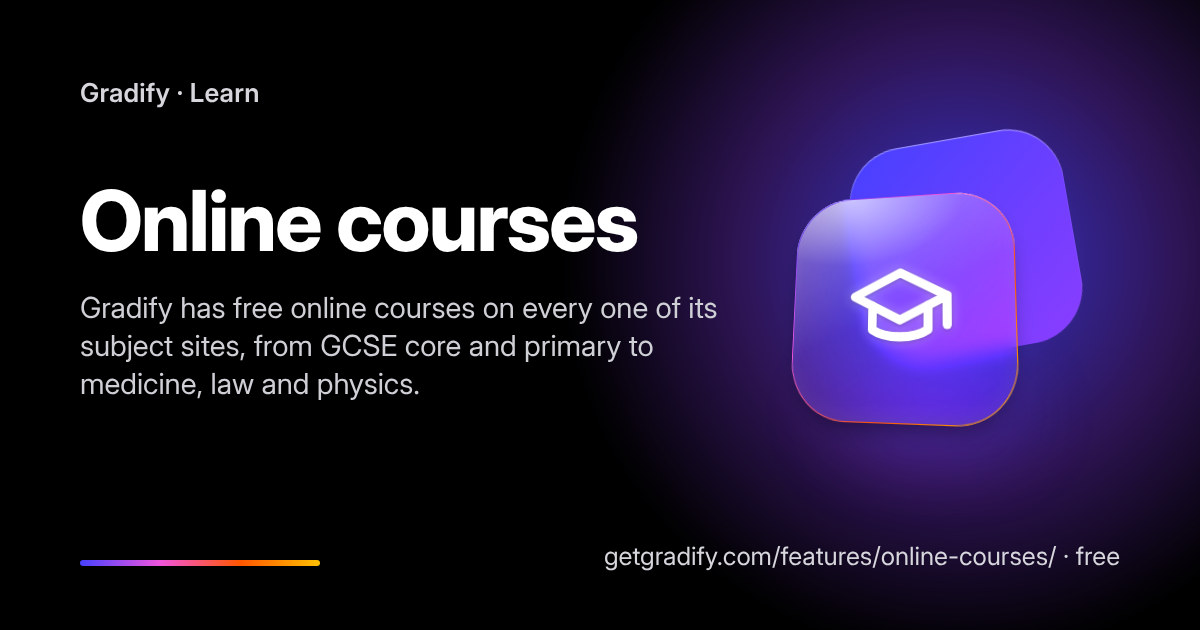 Gradify · Learn
Online courses
Gradify has free online courses on every one of its
subject sites, from GCSE core and primary to
medicine, law and physics.
getgradify.com/features/online-courses/ · free